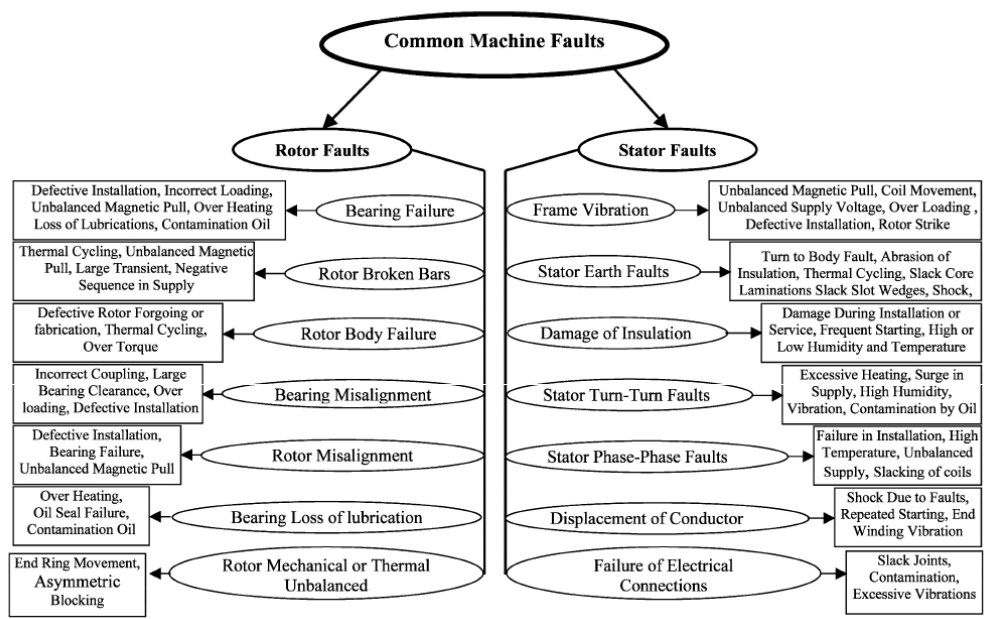 Common Machine Faults
Rotor Faults
Stator Faults
Defective Installation, Incorrect Loading,
Unbalanced Magnetic Pull, Over Heating
Loss of Lubrications, Contamination Oil
Bearing Failure
Thermal Cycling, Unbalanced Magnetic
Pull, Large Transient, Negative
Sequence in Supply
Rotor Broken Bars
Defective Rotor Forgoing or
fabrication, Thermal Cycling,
Over Torque
Rotor Body Failure
Incorrect Coupling, Large
Bearing Clearance, Over
loading, Defective Installation
Bearing Misalignment
Defective Installation,
Bearing Failure,
Unbalanced Magnetic Pull
Rotor Misalignment
Over Heating,
Oil Seal Failure,
Contamination Oil
Bearing Loss of lubrication
End Ring Movement,
Asymmetric
Blocking
Rotor Mechanical or Thermal
Unbalanced
Frame Vibration
Unbalanced Magnetic Pull, Coil Movement,
Unbalanced Supply Voltage, Over Loading ,
Defective Installation, Rotor Strike
Stator Earth Faults
Turn to Body Fault, Abrasion of
Insulation, Thermal Cycling, Slack Core
Laminations Slack Slot Wedges, Shock,
Damage of Insulation
Damage During Installation or
Service, Frequent Starting, High or
Low Humidity and Temperature
Stator Turn-Turn Faults
Excessive Heating, Surge in
Supply, High Humidity,
Vibration, Contamination by Oil
Stator Phase-Phase Faults
Failure in Installation, High
Temperature, Unbalanced
Supply, Slacking of coils
Displacement of Conductor
Shock Due to Faults,
Repeated Starting, End
Winding Vibration
Failure of Electrical
Connections
Slack Joints,
Contamination,
Excessive Vibrations